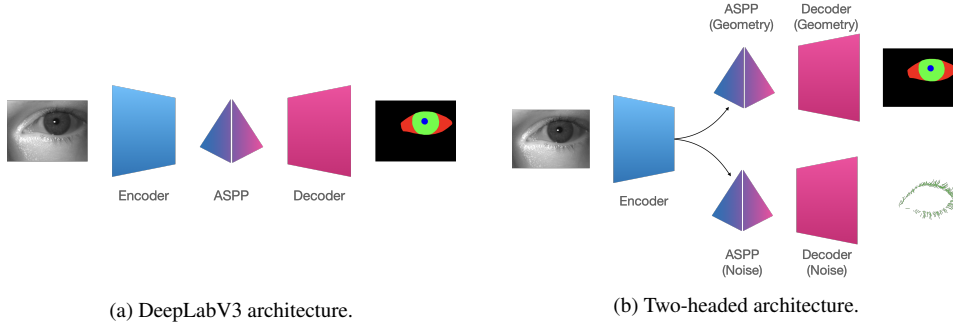 Encoder
ASPP
Decoder
(a) DeepLabV3 architecture.
ASPP
(Geometry)
Decoder
(Geometry)
Encoder
ASPP
(Noise)
Decoder
(Noise)
(b) Two-headed architecture.